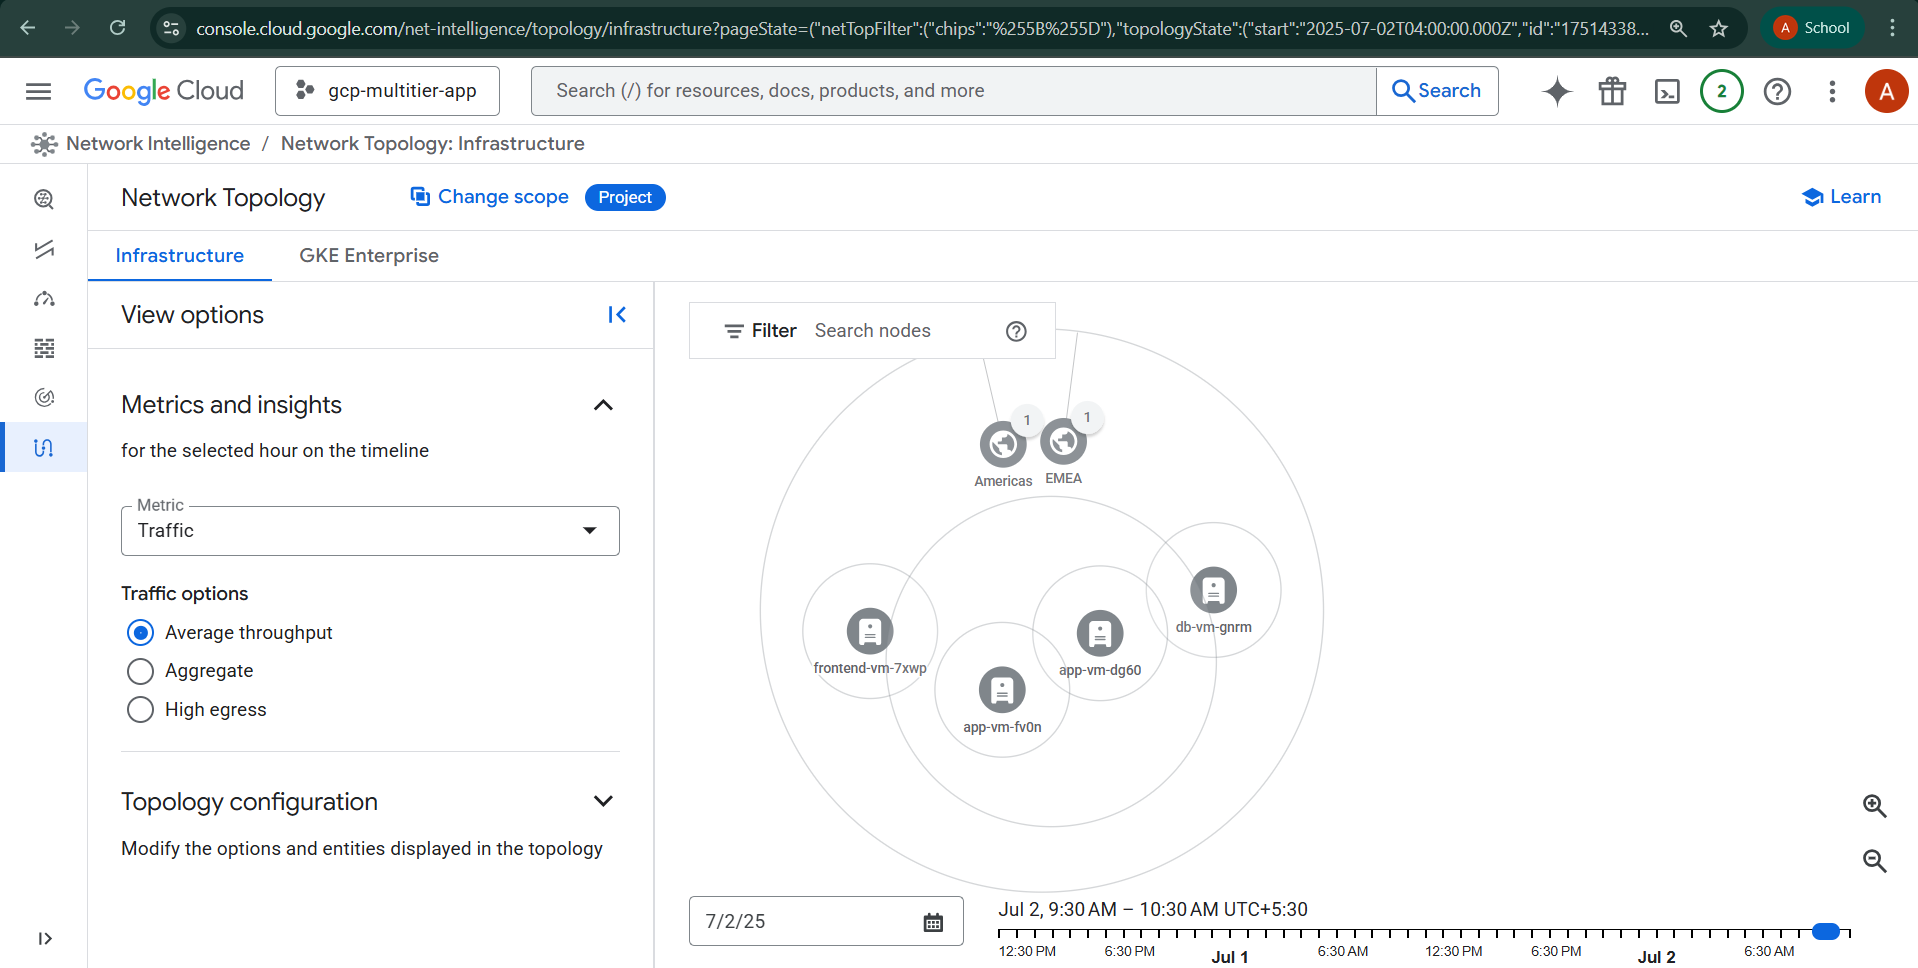 console.cloud.google.com/net-intelligence/topology/infrastructure?pageState=("netTopFilter":("chips":"%255B%255D"),"topologyState":("start":"2025-07-02T04:00:00.000Z","id":"17514338...
A School
Google Cloud
gcp-multitier-app
Search (/) for resources, docs, products, and more
Search
2
A
Network Intelligence / Network Topology: Infrastructure
Network Topology
Change scope
Project
Learn
Infrastructure
GKE Enterprise
View options
Filter Search nodes
Metrics and insights
for the selected hour on the timeline
Metric
Traffic
Traffic options
Average throughput
Aggregate
High egress
Topology configuration
Modify the options and entities displayed in the topology
1
1
Americas
EMEA
db-vm-gnrm
frontend-vm-7xwp
app-vm-dg60
app-vm-fv0n
7/2/25
Jul 2, 9:30 AM – 10:30 AM UTC+5:30
12:30 PM
6:30 PM
Jul 1
6:30 AM
12:30 PM
6:30 PM
Jul 2
6:30 AM